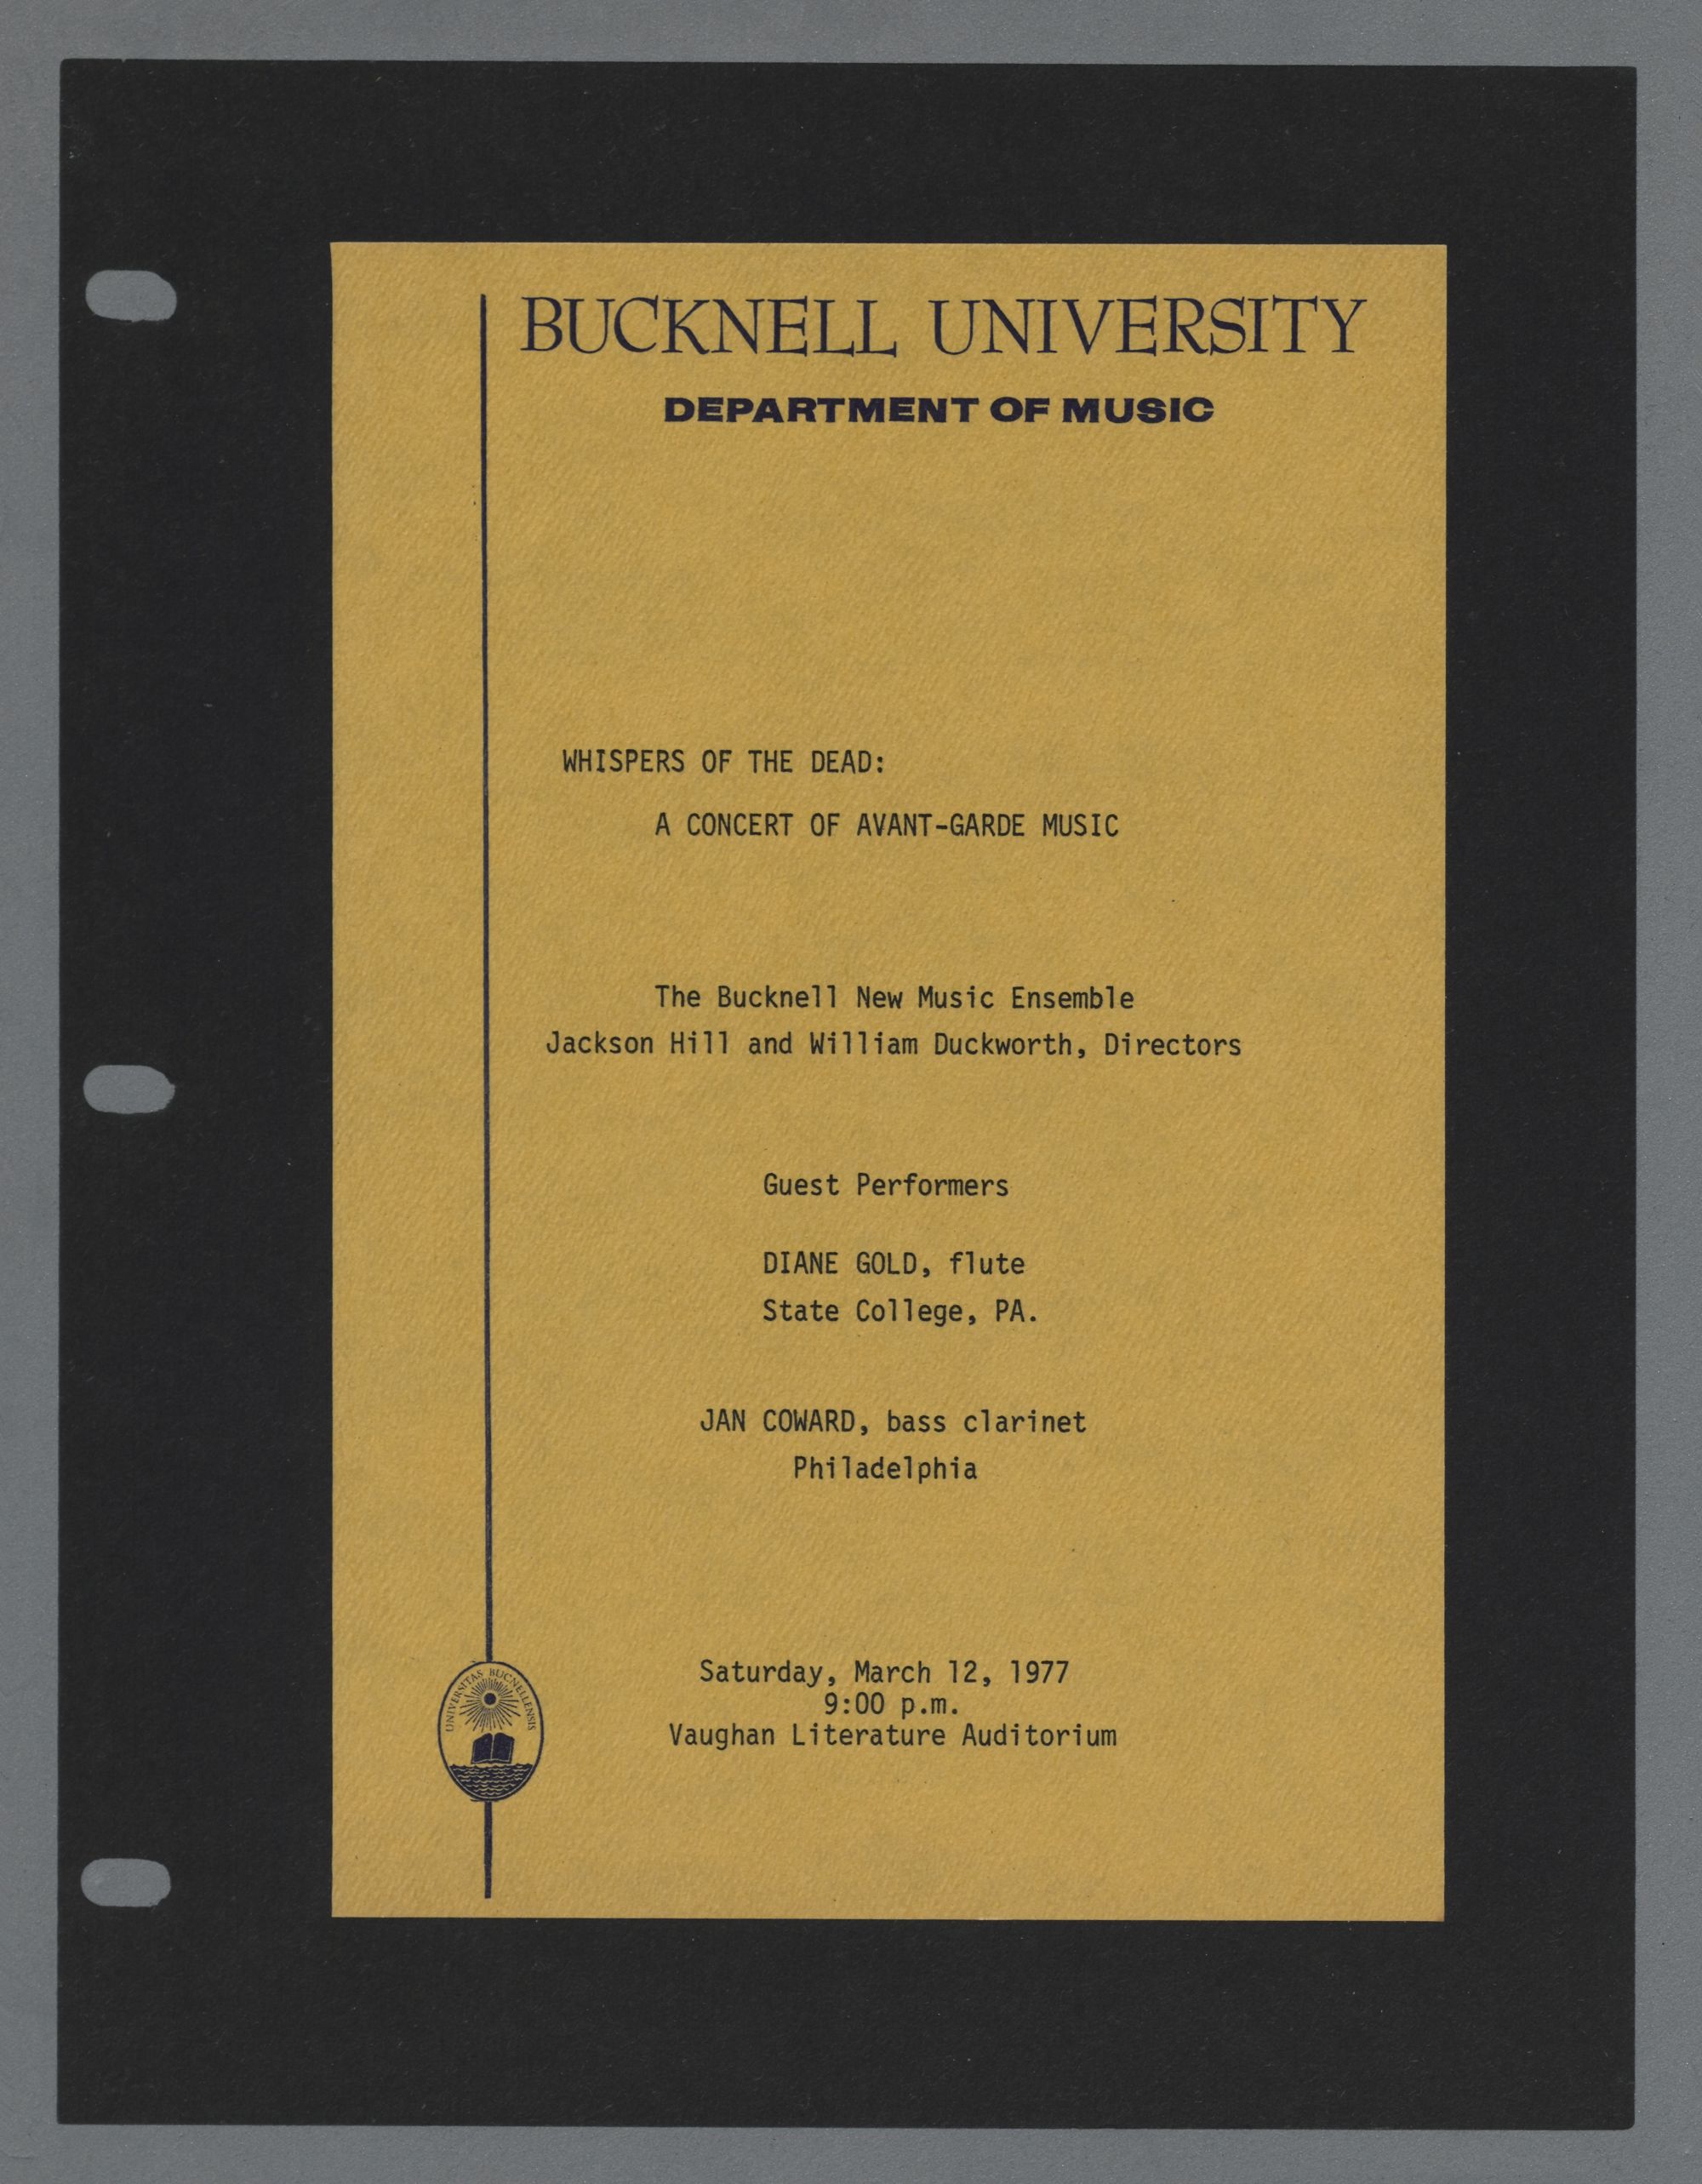 BUCKNELL UNIVERSITY
DEPARTMENT OF MUSIC
WHISPERS OF THE DEAD:
A CONCERT OF AVANT-GARDE MUSIC
The Bucknell New Music Ensemble
Jackson Hill and William Duckworth, Directors
Guest Performers
DIANE GOLD, flute
State College, PA.
JAN COWARD, bass clarinet
Philadelphia
Saturday, March 12, 1977
9:00 p.m.
Vaughan Literature Auditorium
UNIVERSITAS BUCNELLENSIS